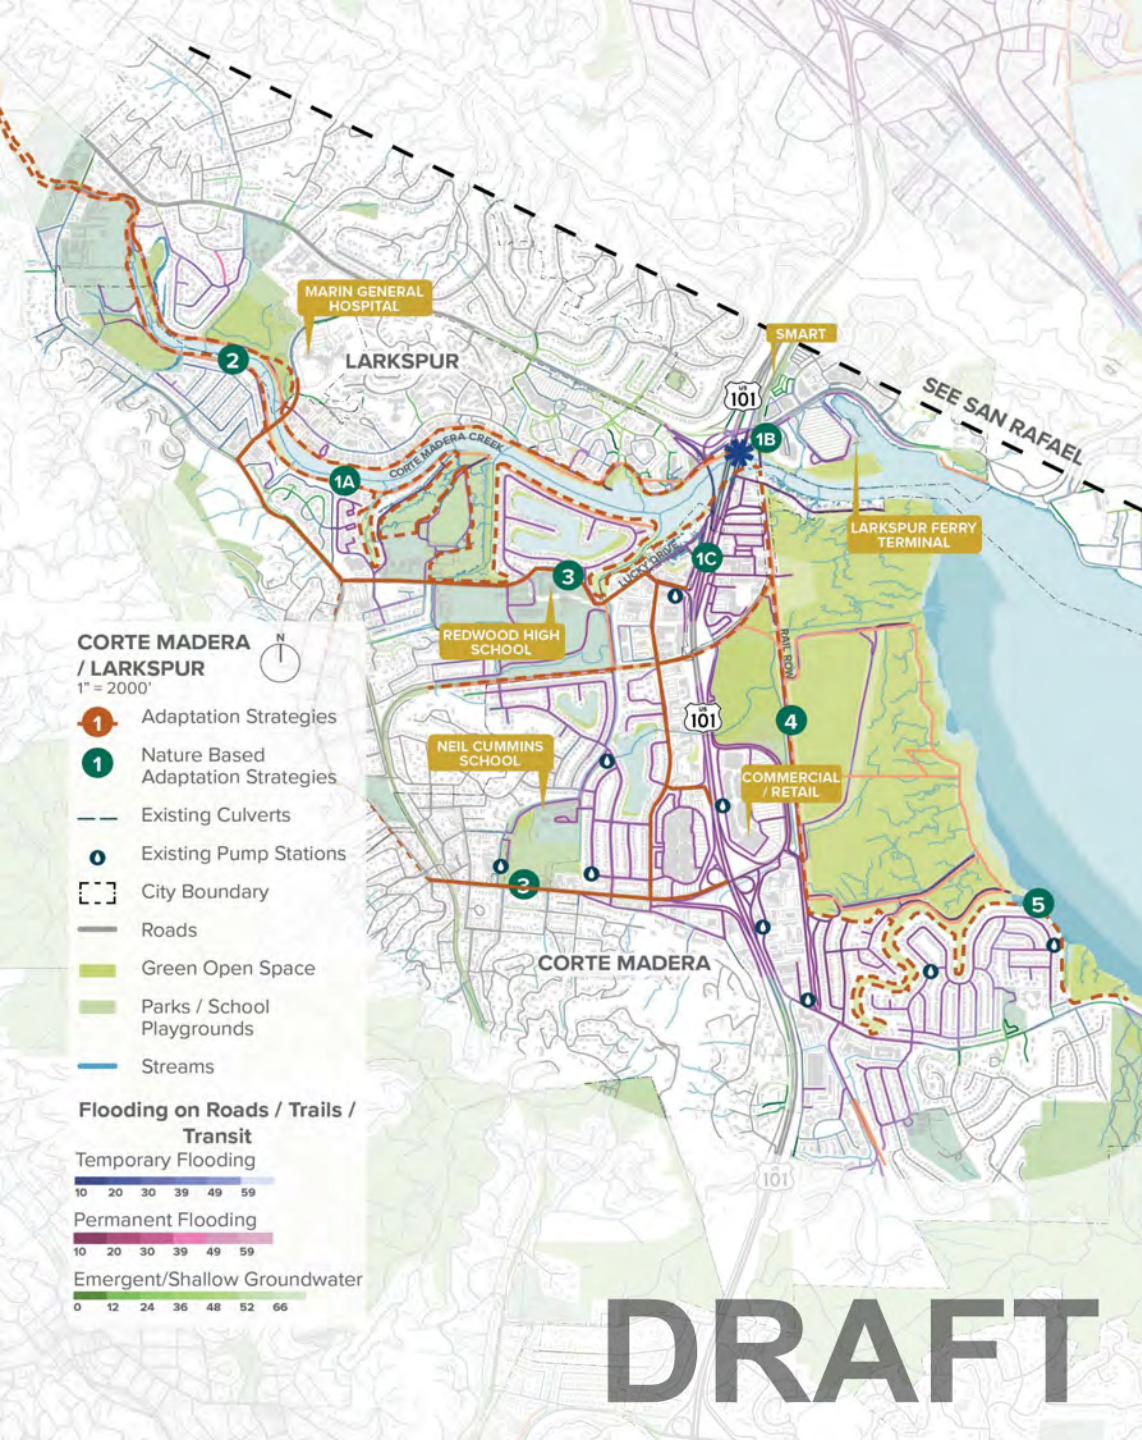 MARIN GENERAL
HOSPITAL
LARKSPUR
SMART
US
101
SEE SAN RAFAEL
2
1A
1B
CORTE MADERA CREEK
LARKSPUR FERRY
TERMINAL
1C
LUCKY DRIVE
3
REDWOOD HIGH
SCHOOL
RAIL ROW
US
101
4
NEIL CUMMINS
SCHOOL
COMMERCIAL
/ RETAIL
3
5
CORTE MADERA
101
CORTE MADERA
/ LARKSPUR
N
1" = 2000'
1 Adaptation Strategies
1 Nature Based
Adaptation Strategies
Existing Culverts
Existing Pump Stations
City Boundary
Roads
Green Open Space
Parks / School
Playgrounds
Streams
Flooding on Roads / Trails /
Transit
Temporary Flooding
10 20 30 39 49 59
Permanent Flooding
10 20 30 39 49 59
Emergent/Shallow Groundwater
0 12 24 36 48 52 66
DRAFT